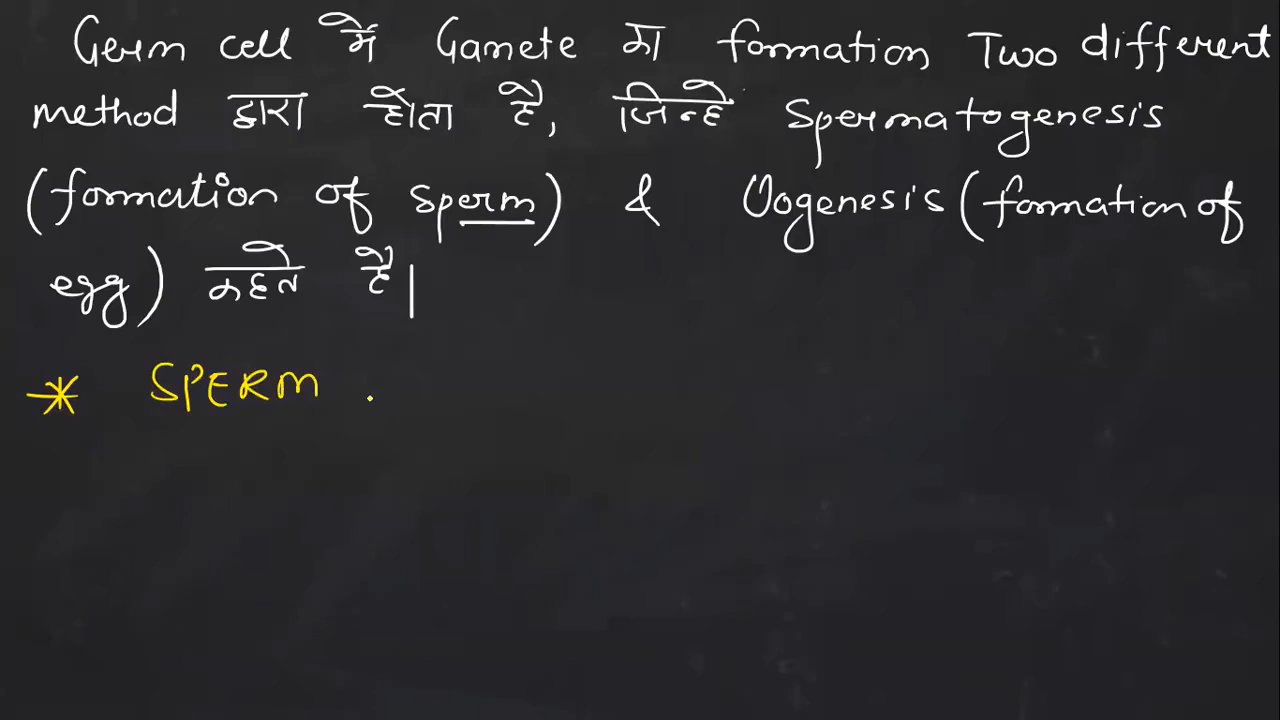 Germ cell में Gamete का formation Two different
method द्वारा होता है, जिन्हे Spermatogenesis
(formation of sperm) & Oogenesis (formation of
egg) कहते है।
* SPERM